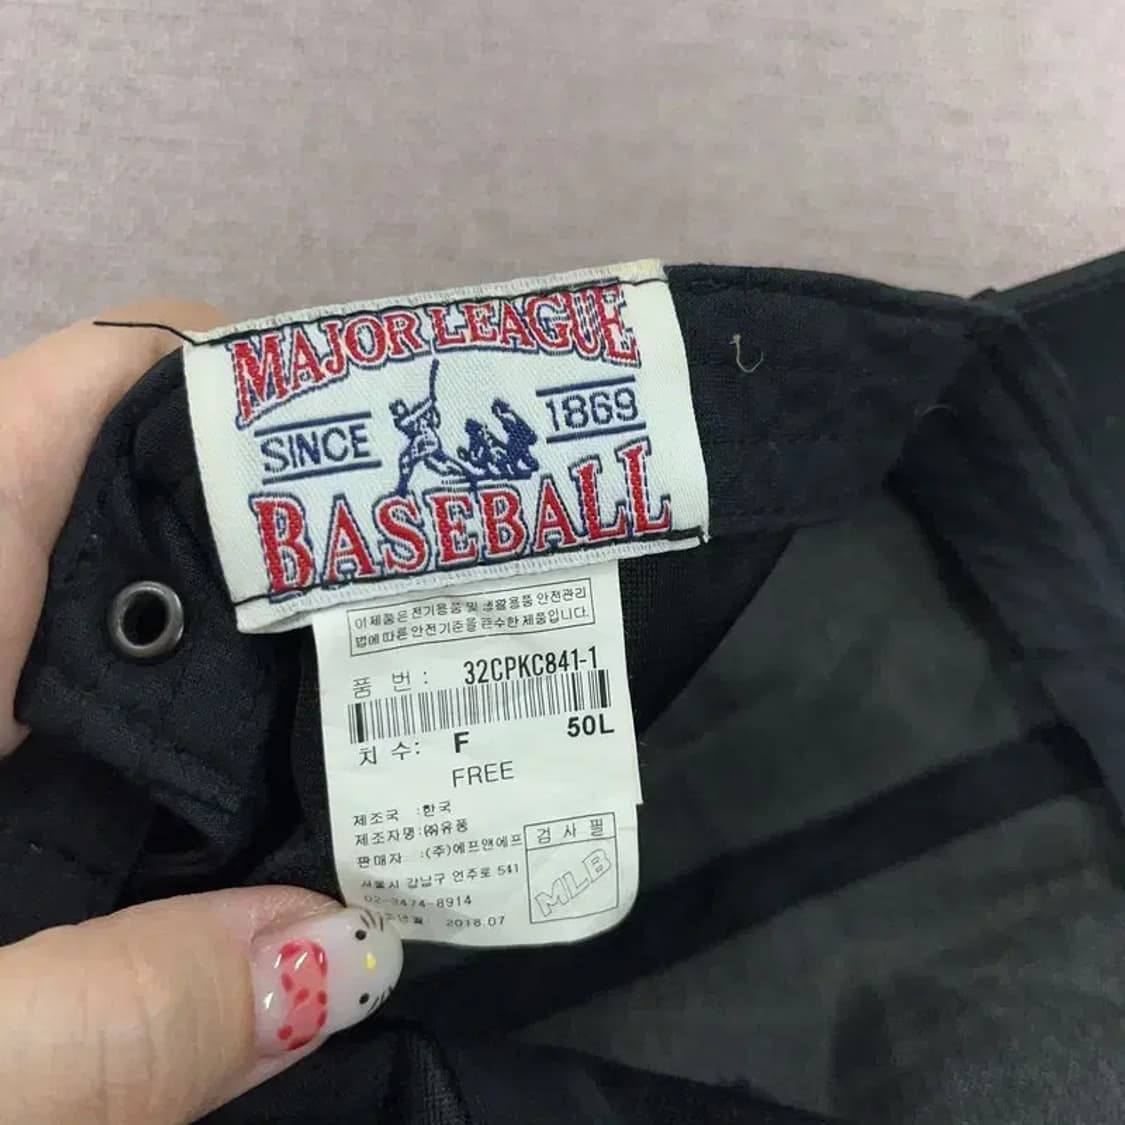 MAJOR LEAGUE
SINCE 1869
BASEBALL
이 제품은 전기용품 및 생활용품 안전관리
법에 따른 안전기준을 준수한 제품입니다.
품 번 : 32CPKC841-1
50L
치 수: F
FREE
제조국 :한국
제조자명:㈜유풍
판매자 :(주)에프앤에프
검 사 필
MLB
서울시 강남구 언주로 541
02-3474-8914
2018.07